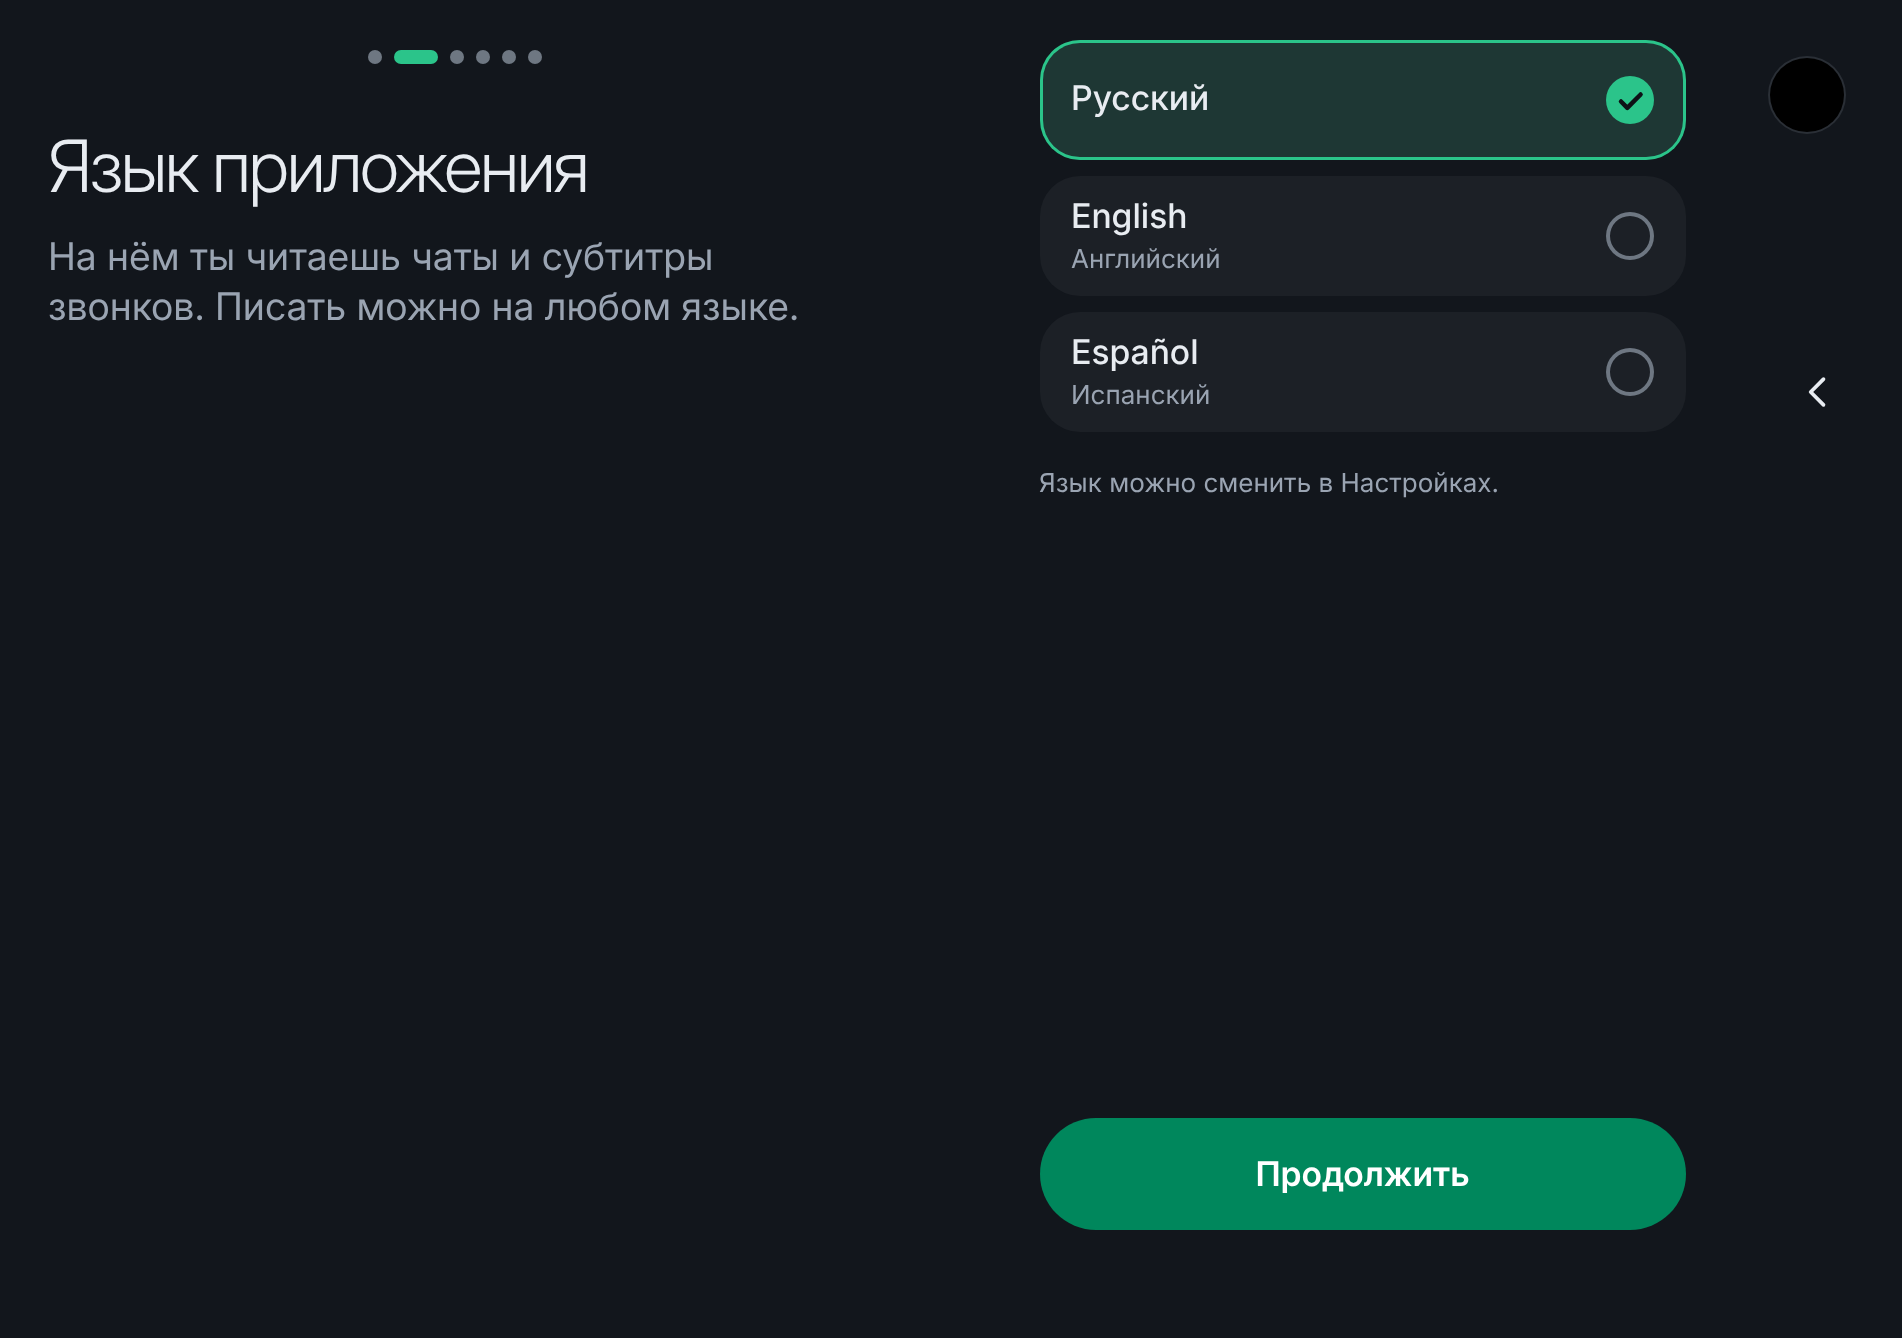 Язык приложения
На нём ты читаешь чаты и субтитры
звонков. Писать можно на любом языке.
Русский
English
Английский
Español
Испанский
Язык можно сменить в Настройках.
Продолжить